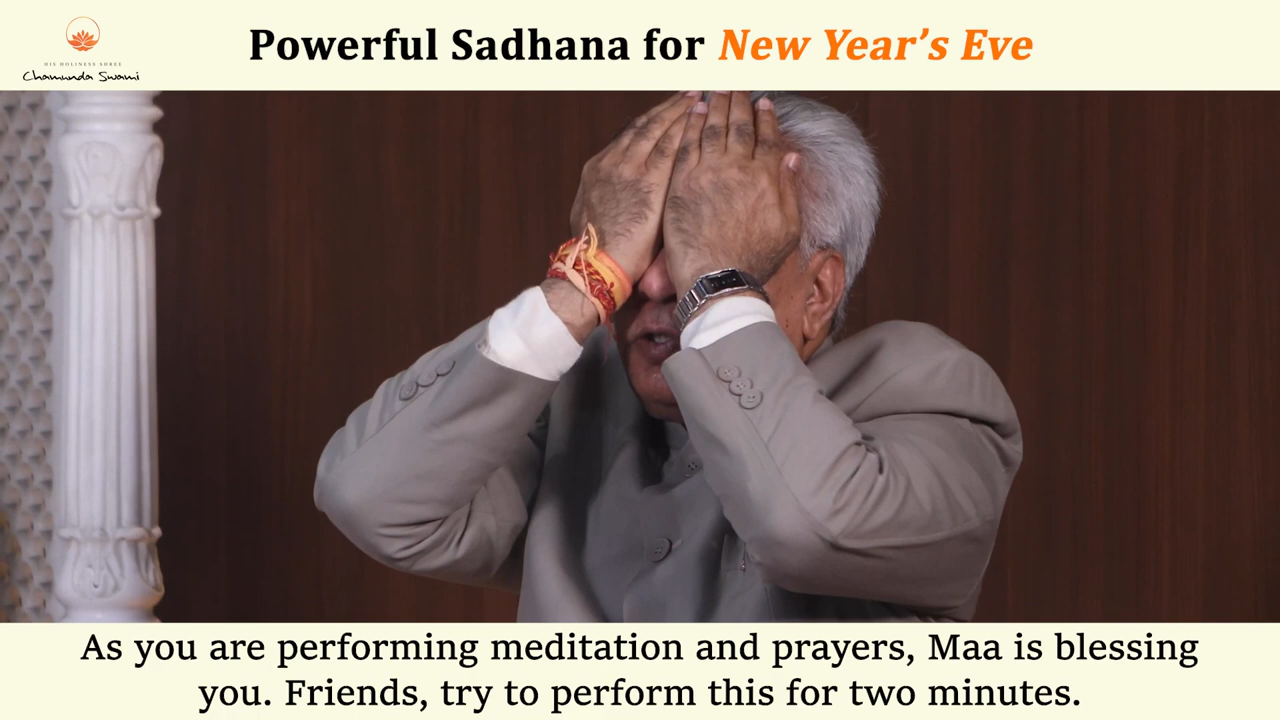 Powerful Sadhana for New Year's Eve
HIS HOLINESS SHREE
Chamunda Swami
As you are performing meditation and prayers, Maa is blessing
you. Friends, try to perform this for two minutes.